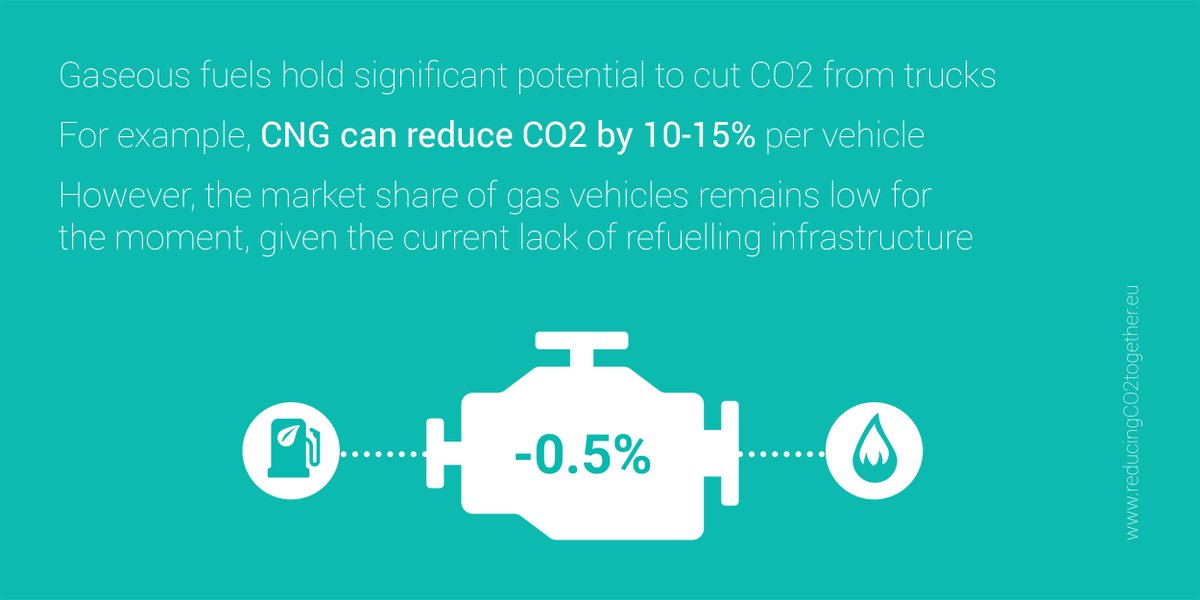 Gaseous fuels hold significant potential to cut CO2 from trucks
For example, CNG can reduce CO2 by 10-15% per vehicle
However, the market share of gas vehicles remains low for
the moment, given the current lack of refuelling infrastructure
-0.5%
www.reducingCO2together.eu